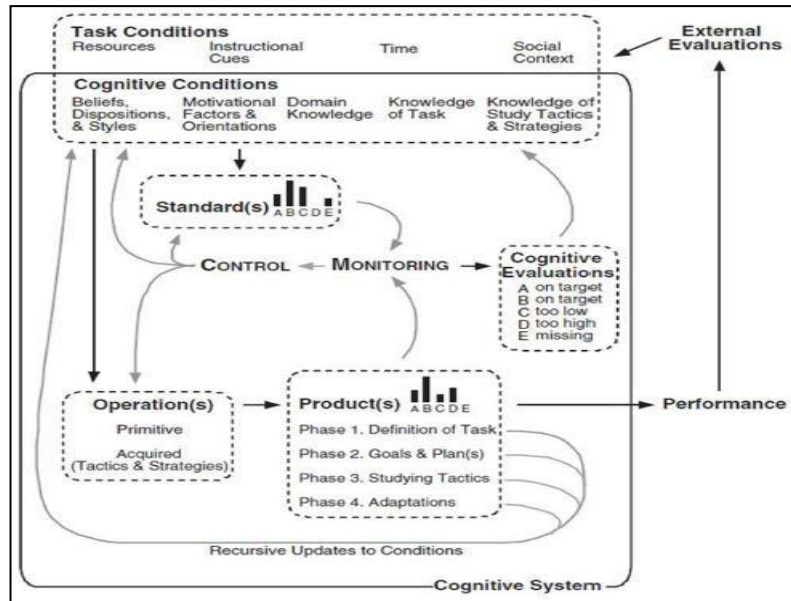 Task Conditions
External
Evaluations
Resources
Instructional
Cues
Time
Social
Context
Cognitive Conditions
Beliefs,
Dispositions,
& Styles
Motivational
Factors &
Orientations
Domain
Knowledge
Knowledge
of Task
Knowledge of
Study Tactics
& Strategies
Standard(s)
A B C D E
CONTROL
MONITORING
Cognitive
Evaluations
A on target
B on target
C too low
D too high
E missing
Operation(s)
Primitive
Acquired
(Tactics & Strategies)
Product(s)
A B C D E
Phase 1. Definition of Task
Phase 2. Goals & Plan(s)
Phase 3. Studying Tactics
Phase 4. Adaptations
Performance
Recursive Updates to Conditions
Cognitive System